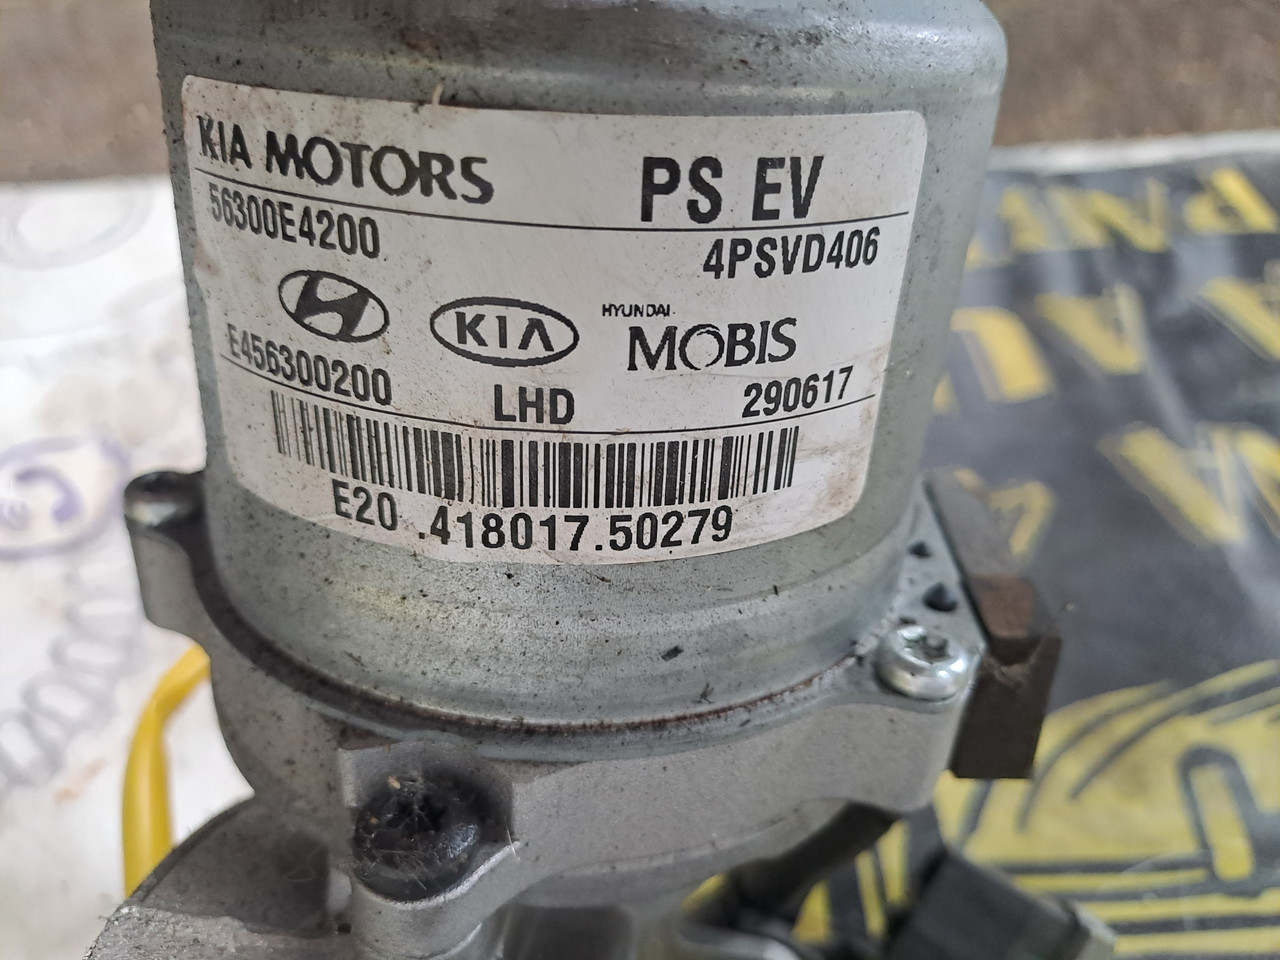 KIA MOTORS PS EV
56300E4200 4PSVD406
KIA HYUNDAI MOBIS
E456300200 LHD 290617
E20 .418017.50279